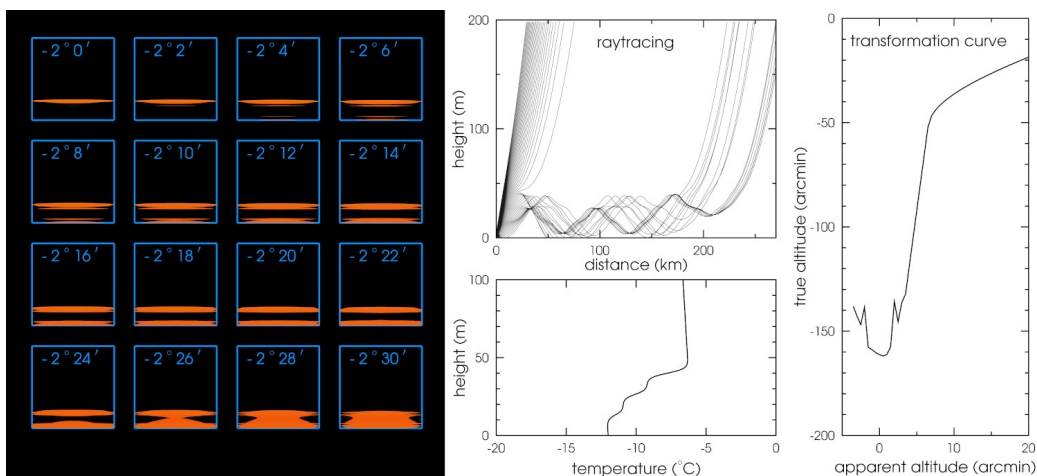 -2°0′ -2°2′ -2°4′ -2°6′
-2°8′ -2°10′ -2°12′ -2°14′
-2°16′ -2°18′ -2°20′ -2°22′
-2°24′ -2°26′ -2°28′ -2°30′
200
100
0
height (m)
raytracing
0 100 200
distance (km)
100
50
0
height (m)
-20 -15 -10 -5 0
temperature (°C)
0
-50
-100
-150
-200
true altitude (arcmin)
transformation curve
0 10 20
apparent altitude (arcmin)